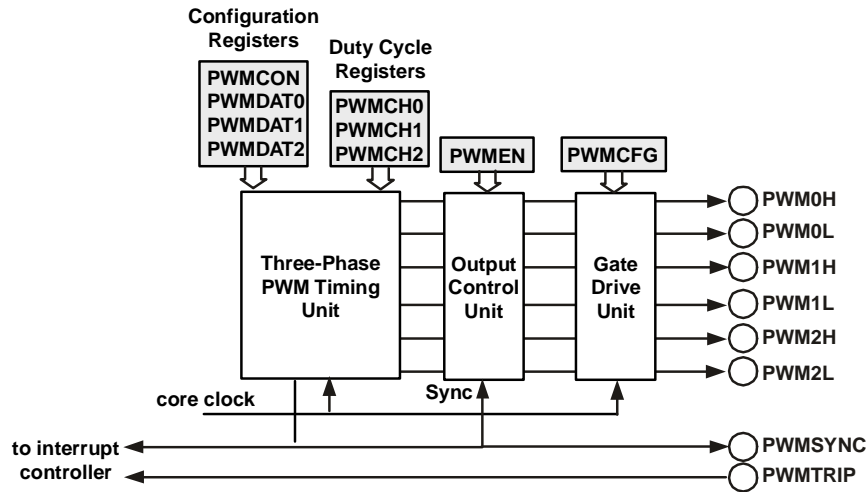 Configuration
Registers
PWMCON
PWMDAT0
PWMDAT1
PWMDAT2
Duty Cycle
Registers
PWMCH0
PWMCH1
PWMCH2
PWMEN
PWMCFG
Three-Phase
PWM Timing
Unit
Output
Control
Unit
Gate
Drive
Unit
PWM0H
PWM0L
PWM1H
PWM1L
PWM2H
PWM2L
core clock
Sync
to interrupt
controller
PWMSYNC
PWMTRIP